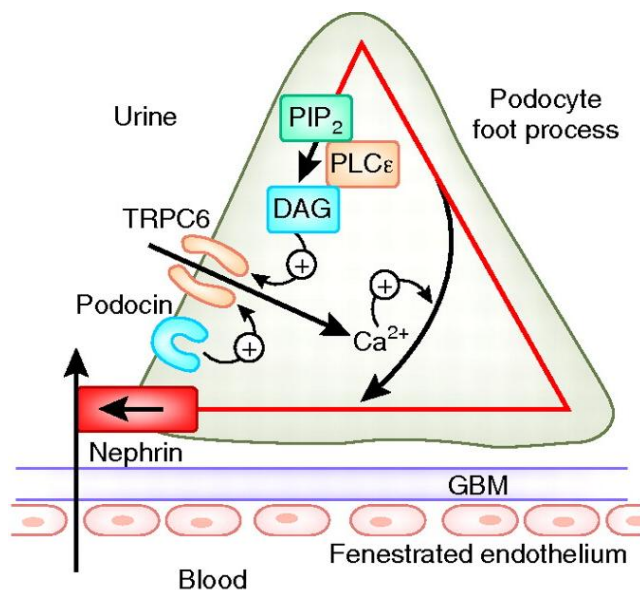 Urine
Podocyte
foot process
PIP₂
PLCε
DAG
TRPC6
+
+
+
Podocin
Ca²⁺
Nephrin
GBM
Fenestrated endothelium
Blood